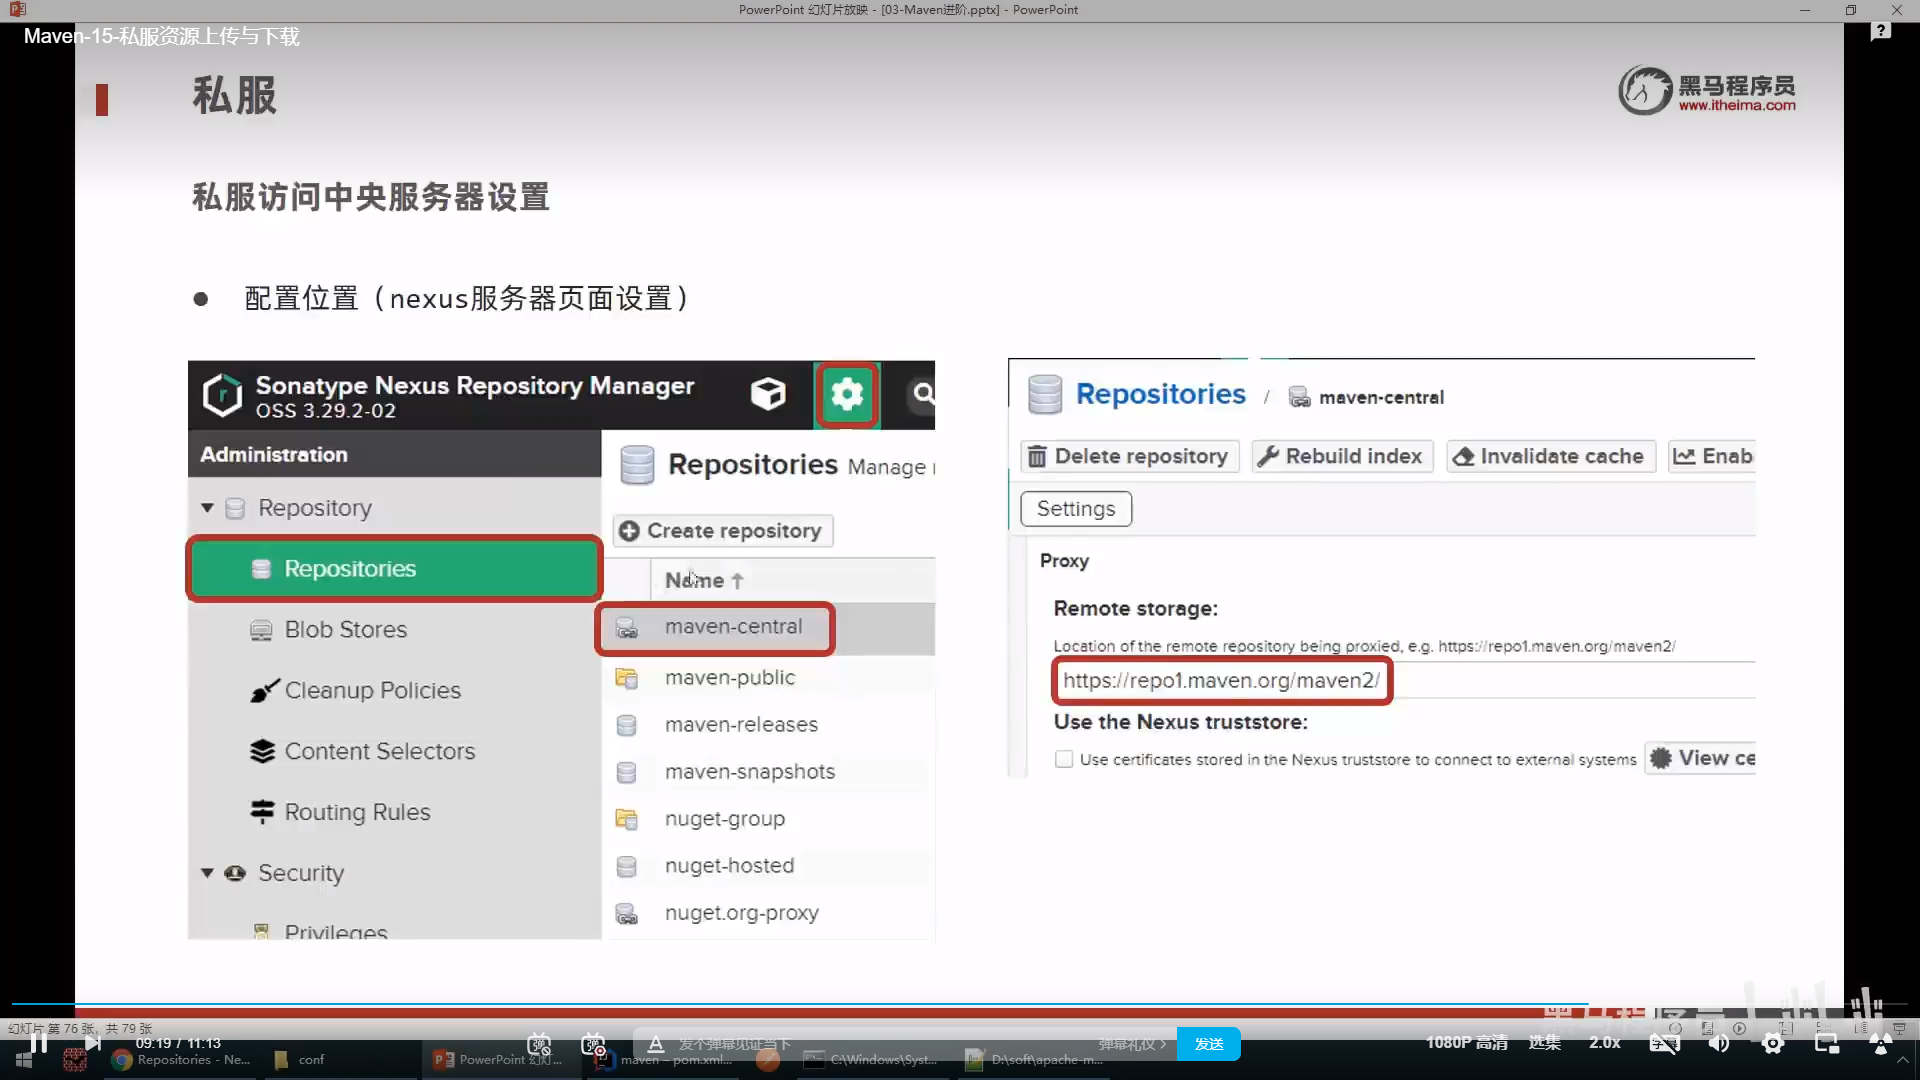 PowerPoint 幻灯片放映 - [03-Maven进阶.pptx] - PowerPoint
Maven-15-私服资源上传与下载
私服
黑马程序员
www.itheima.com
私服访问中央服务器设置
● 配置位置（nexus服务器页面设置）
Sonatype Nexus Repository Manager
OSS 3.29.2-02
Administration
Repository
Repositories
Blob Stores
Cleanup Policies
Content Selectors
Routing Rules
Security
Privileges
Repositories Manage
Create repository
Name ↑
maven-central
maven-public
maven-releases
maven-snapshots
nuget-group
nuget-hosted
nuget.org-proxy
Repositories / maven-central
Delete repository
Rebuild index
Invalidate cache
Enab
Settings
Proxy
Remote storage:
Location of the remote repository being proxied, e.g. https://repo1.maven.org/maven2/
https://repo1.maven.org/maven2/
Use the Nexus truststore:
Use certificates stored in the Nexus truststore to connect to external systems
View ce
幻灯片 第 76 张，共 79 张
09:19 / 11:13
发个弹幕见证当下
弹幕礼仪 >
发送
1080P 高清
选集
2.0x
Repositories - Ne...
conf
PowerPoint 幻灯...
maven – pom.xml...
C:\Windows\Syst...
D:\soft\apache-m...